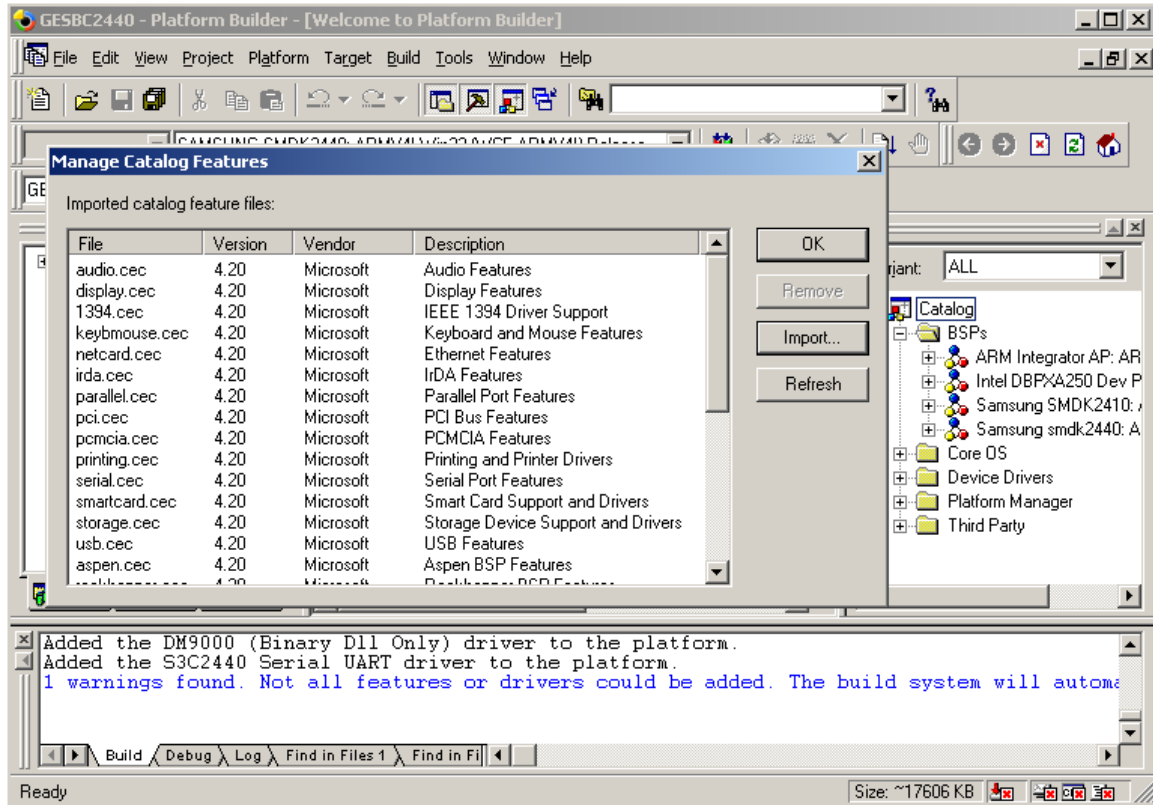 GESBC2440 - Platform Builder - [Welcome to Platform Builder]
File Edit View Project Platform Target Build Tools Window Help
Manage Catalog Features
Imported catalog feature files:
File Version Vendor Description
audio.cec 4.20 Microsoft Audio Features
display.cec 4.20 Microsoft Display Features
1394.cec 4.20 Microsoft IEEE 1394 Driver Support
keybmouse.cec 4.20 Microsoft Keyboard and Mouse Features
netcard.cec 4.20 Microsoft Ethernet Features
irda.cec 4.20 Microsoft IrDA Features
parallel.cec 4.20 Microsoft Parallel Port Features
pci.cec 4.20 Microsoft PCI Bus Features
pcmcia.cec 4.20 Microsoft PCMCIA Features
printing.cec 4.20 Microsoft Printing and Printer Drivers
serial.cec 4.20 Microsoft Serial Port Features
smartcard.cec 4.20 Microsoft Smart Card Support and Drivers
storage.cec 4.20 Microsoft Storage Device Support and Drivers
usb.cec 4.20 Microsoft USB Features
aspen.cec 4.20 Microsoft Aspen BSP Features
OK
Remove
Import...
Refresh
GE
riant: ALL
Catalog
BSPs
ARM Integrator AP: AR
Intel DBPXA250 Dev P
Samsung SMDK2410:
Samsung smdk2440: A
Core OS
Device Drivers
Platform Manager
Third Party
Added the DM9000 (Binary Dll Only) driver to the platform.
Added the S3C2440 Serial UART driver to the platform.
1 warnings found. Not all features or drivers could be added. The build system will automa
Build Debug Log Find in Files 1 Find in Fi
Ready Size: ~17606 KB